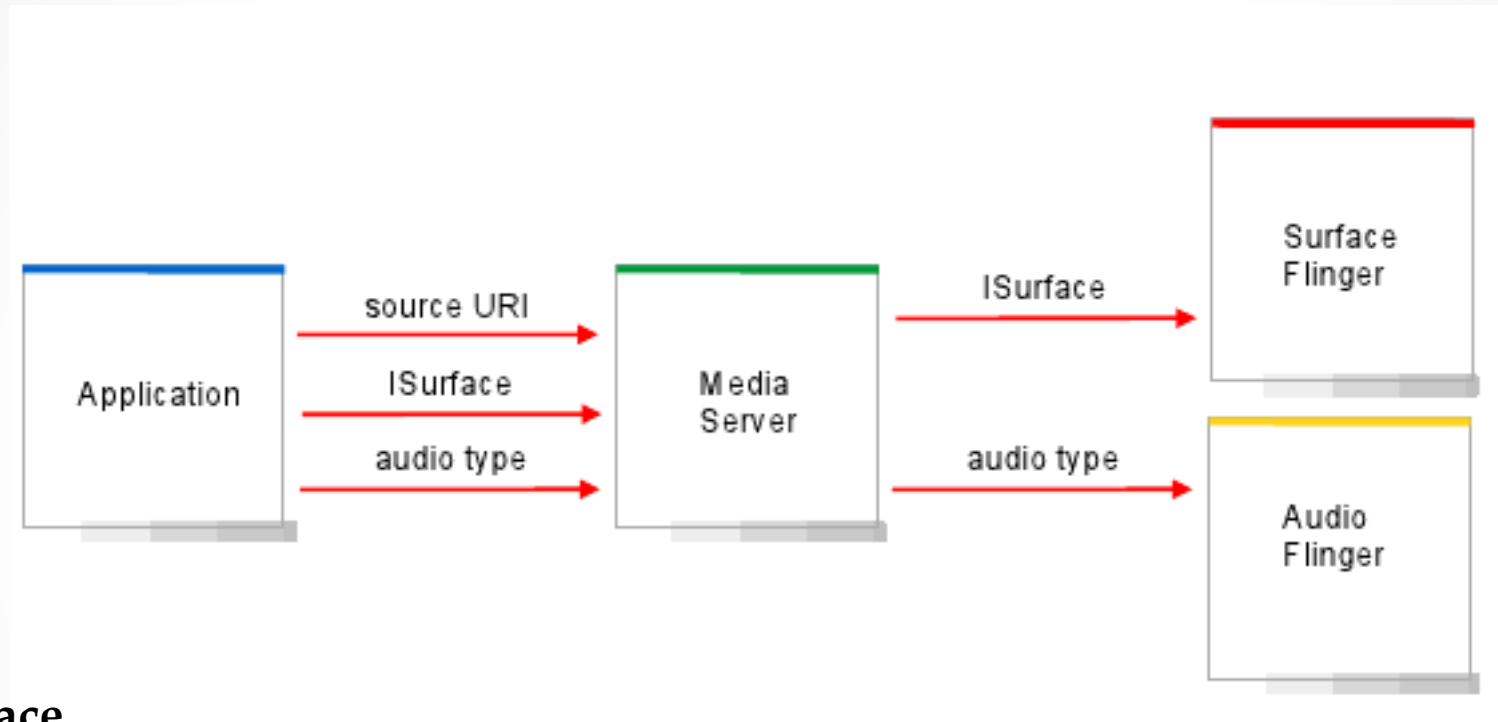 Surface
Flinger
source URI
ISurface
ISurface
Application
Media
Server
audio type
audio type
Audio
Flinger